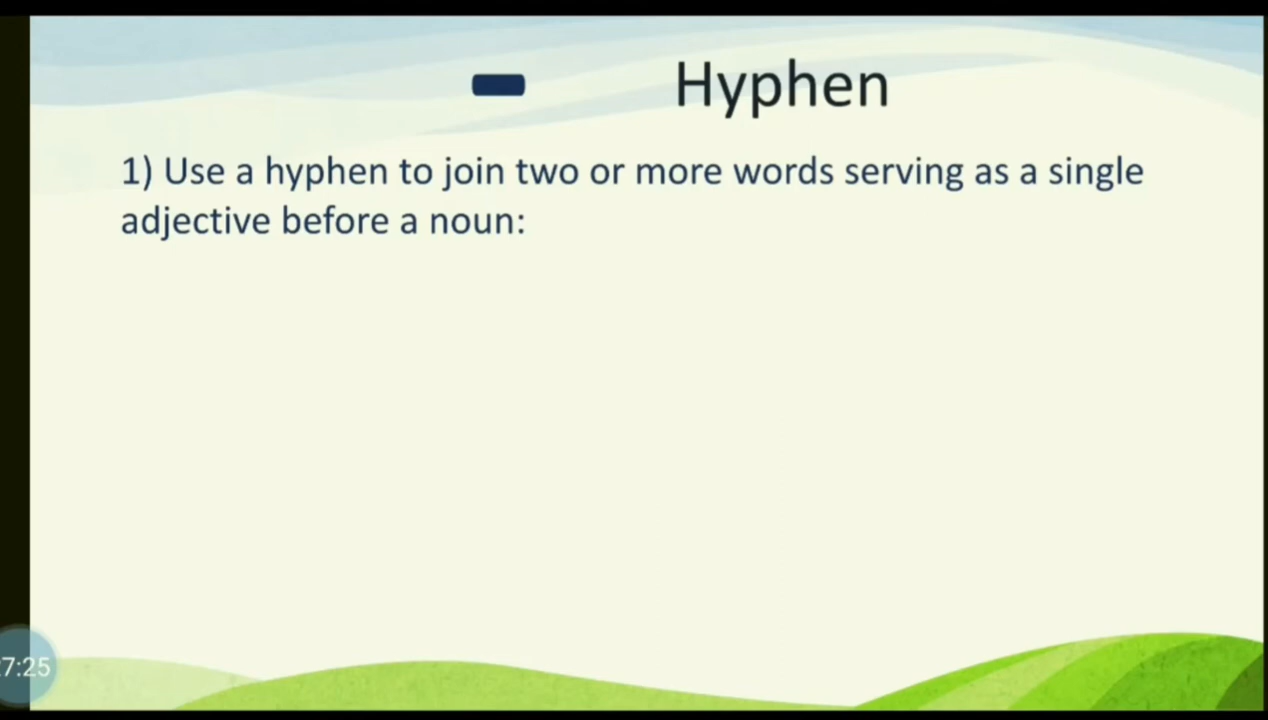 - Hyphen
1) Use a hyphen to join two or more words serving as a single
adjective before a noun:
7:25